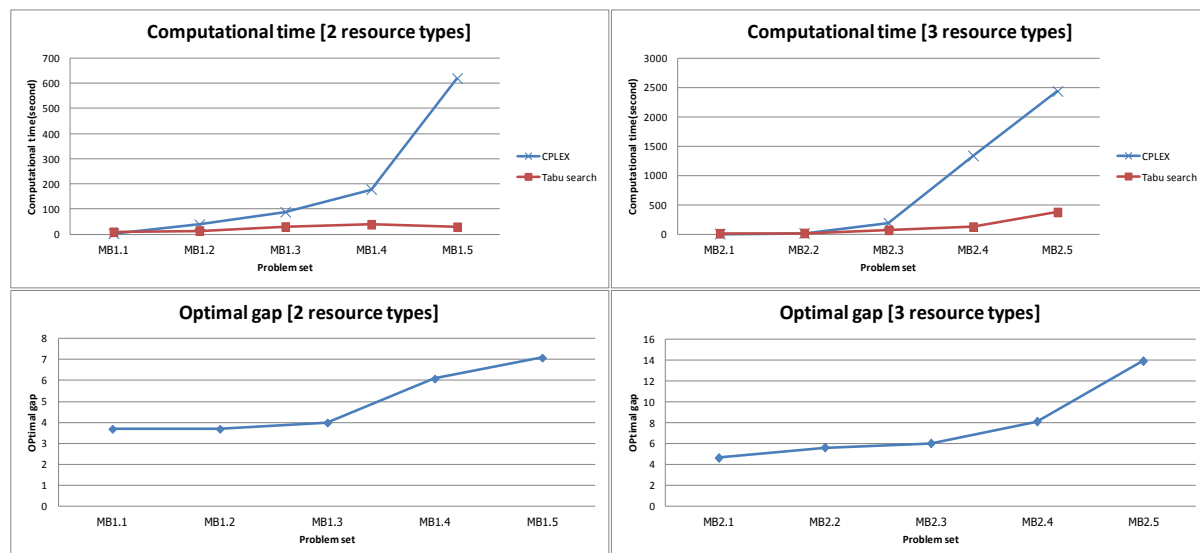 Computational time [2 resource types]
700
600
500
400
300
200
100
0
Computational time(second)
MB1.1 MB1.2 MB1.3 MB1.4 MB1.5
Problem set
CPLEX
Tabu search
Computational time [3 resource types]
3000
2500
2000
1500
1000
500
0
Computational time(second)
MB2.1 MB2.2 MB2.3 MB2.4 MB2.5
Problem set
CPLEX
Tabu search
Optimal gap [2 resource types]
8
7
6
5
4
3
2
1
0
OPtimal gap
MB1.1 MB1.2 MB1.3 MB1.4 MB1.5
Problem set
Optimal gap [3 resource types]
16
14
12
10
8
6
4
2
0
OPtimal gap
MB2.1 MB2.2 MB2.3 MB2.4 MB2.5
Problem set